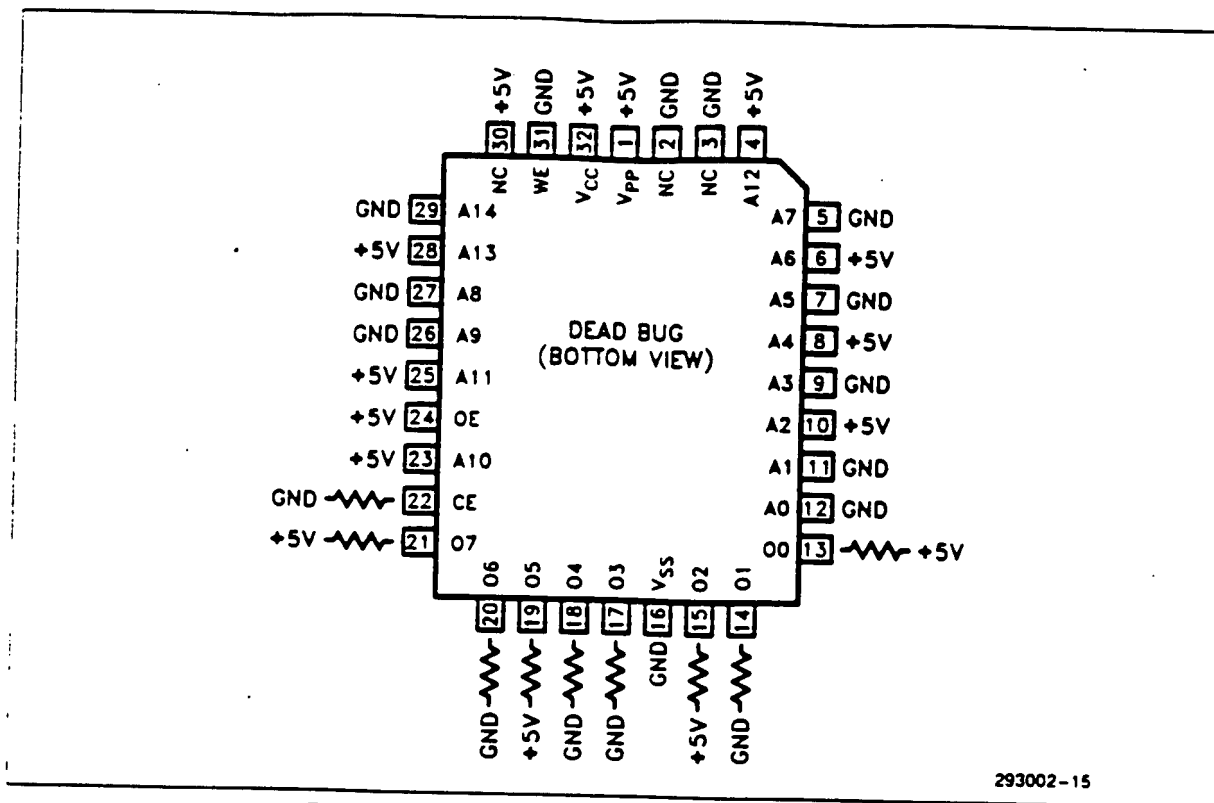 +5V GND +5V +5V GND GND +5V
30 31 32 1 2 3 4
NC WE VCC VPP NC NC A12
GND 29 A14
+5V 28 A13
GND 27 A8
GND 26 A9
+5V 25 A11
+5V 24 OE
+5V 23 A10
GND 22 CE
+5V 21 O7
DEAD BUG
(BOTTOM VIEW)
A7 5 GND
A6 6 +5V
A5 7 GND
A4 8 +5V
A3 9 GND
A2 10 +5V
A1 11 GND
A0 12 GND
O0 13 +5V
O6 O5 O4 O3 VSS O2 O1
20 19 18 17 16 15 14
GND +5V GND GND GND +5V GND
293002-15